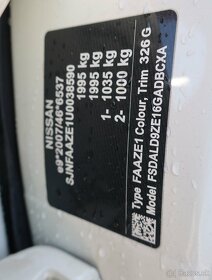 NISSAN
e9*2007/46*6537
SJNFAAZE1U0038590
1995 kg
1995 kg
1- 1035 kg
2- 1000 kg
Type FAAZE1 Colour, Trim 326 G
Model FSDALD9ZE16GADBCXA